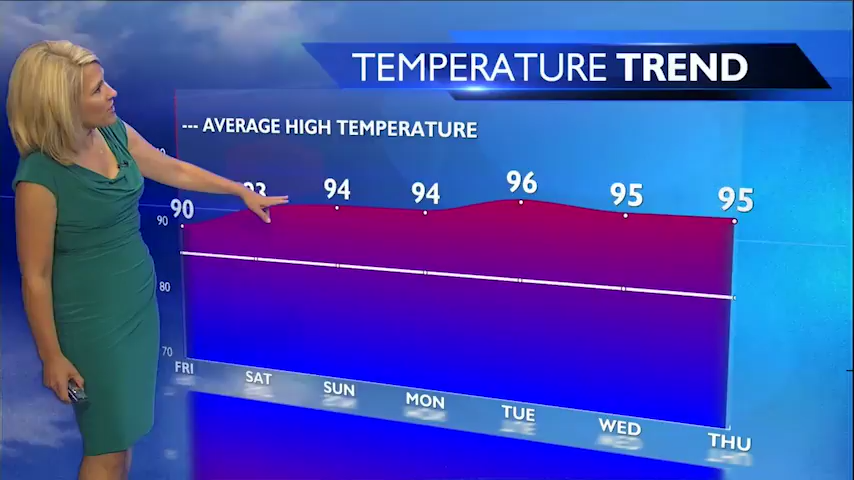 TEMPERATURE TREND
--- AVERAGE HIGH TEMPERATURE
90 93 94 94 96 95 95
90
80
70
FRI SAT SUN MON TUE WED THU